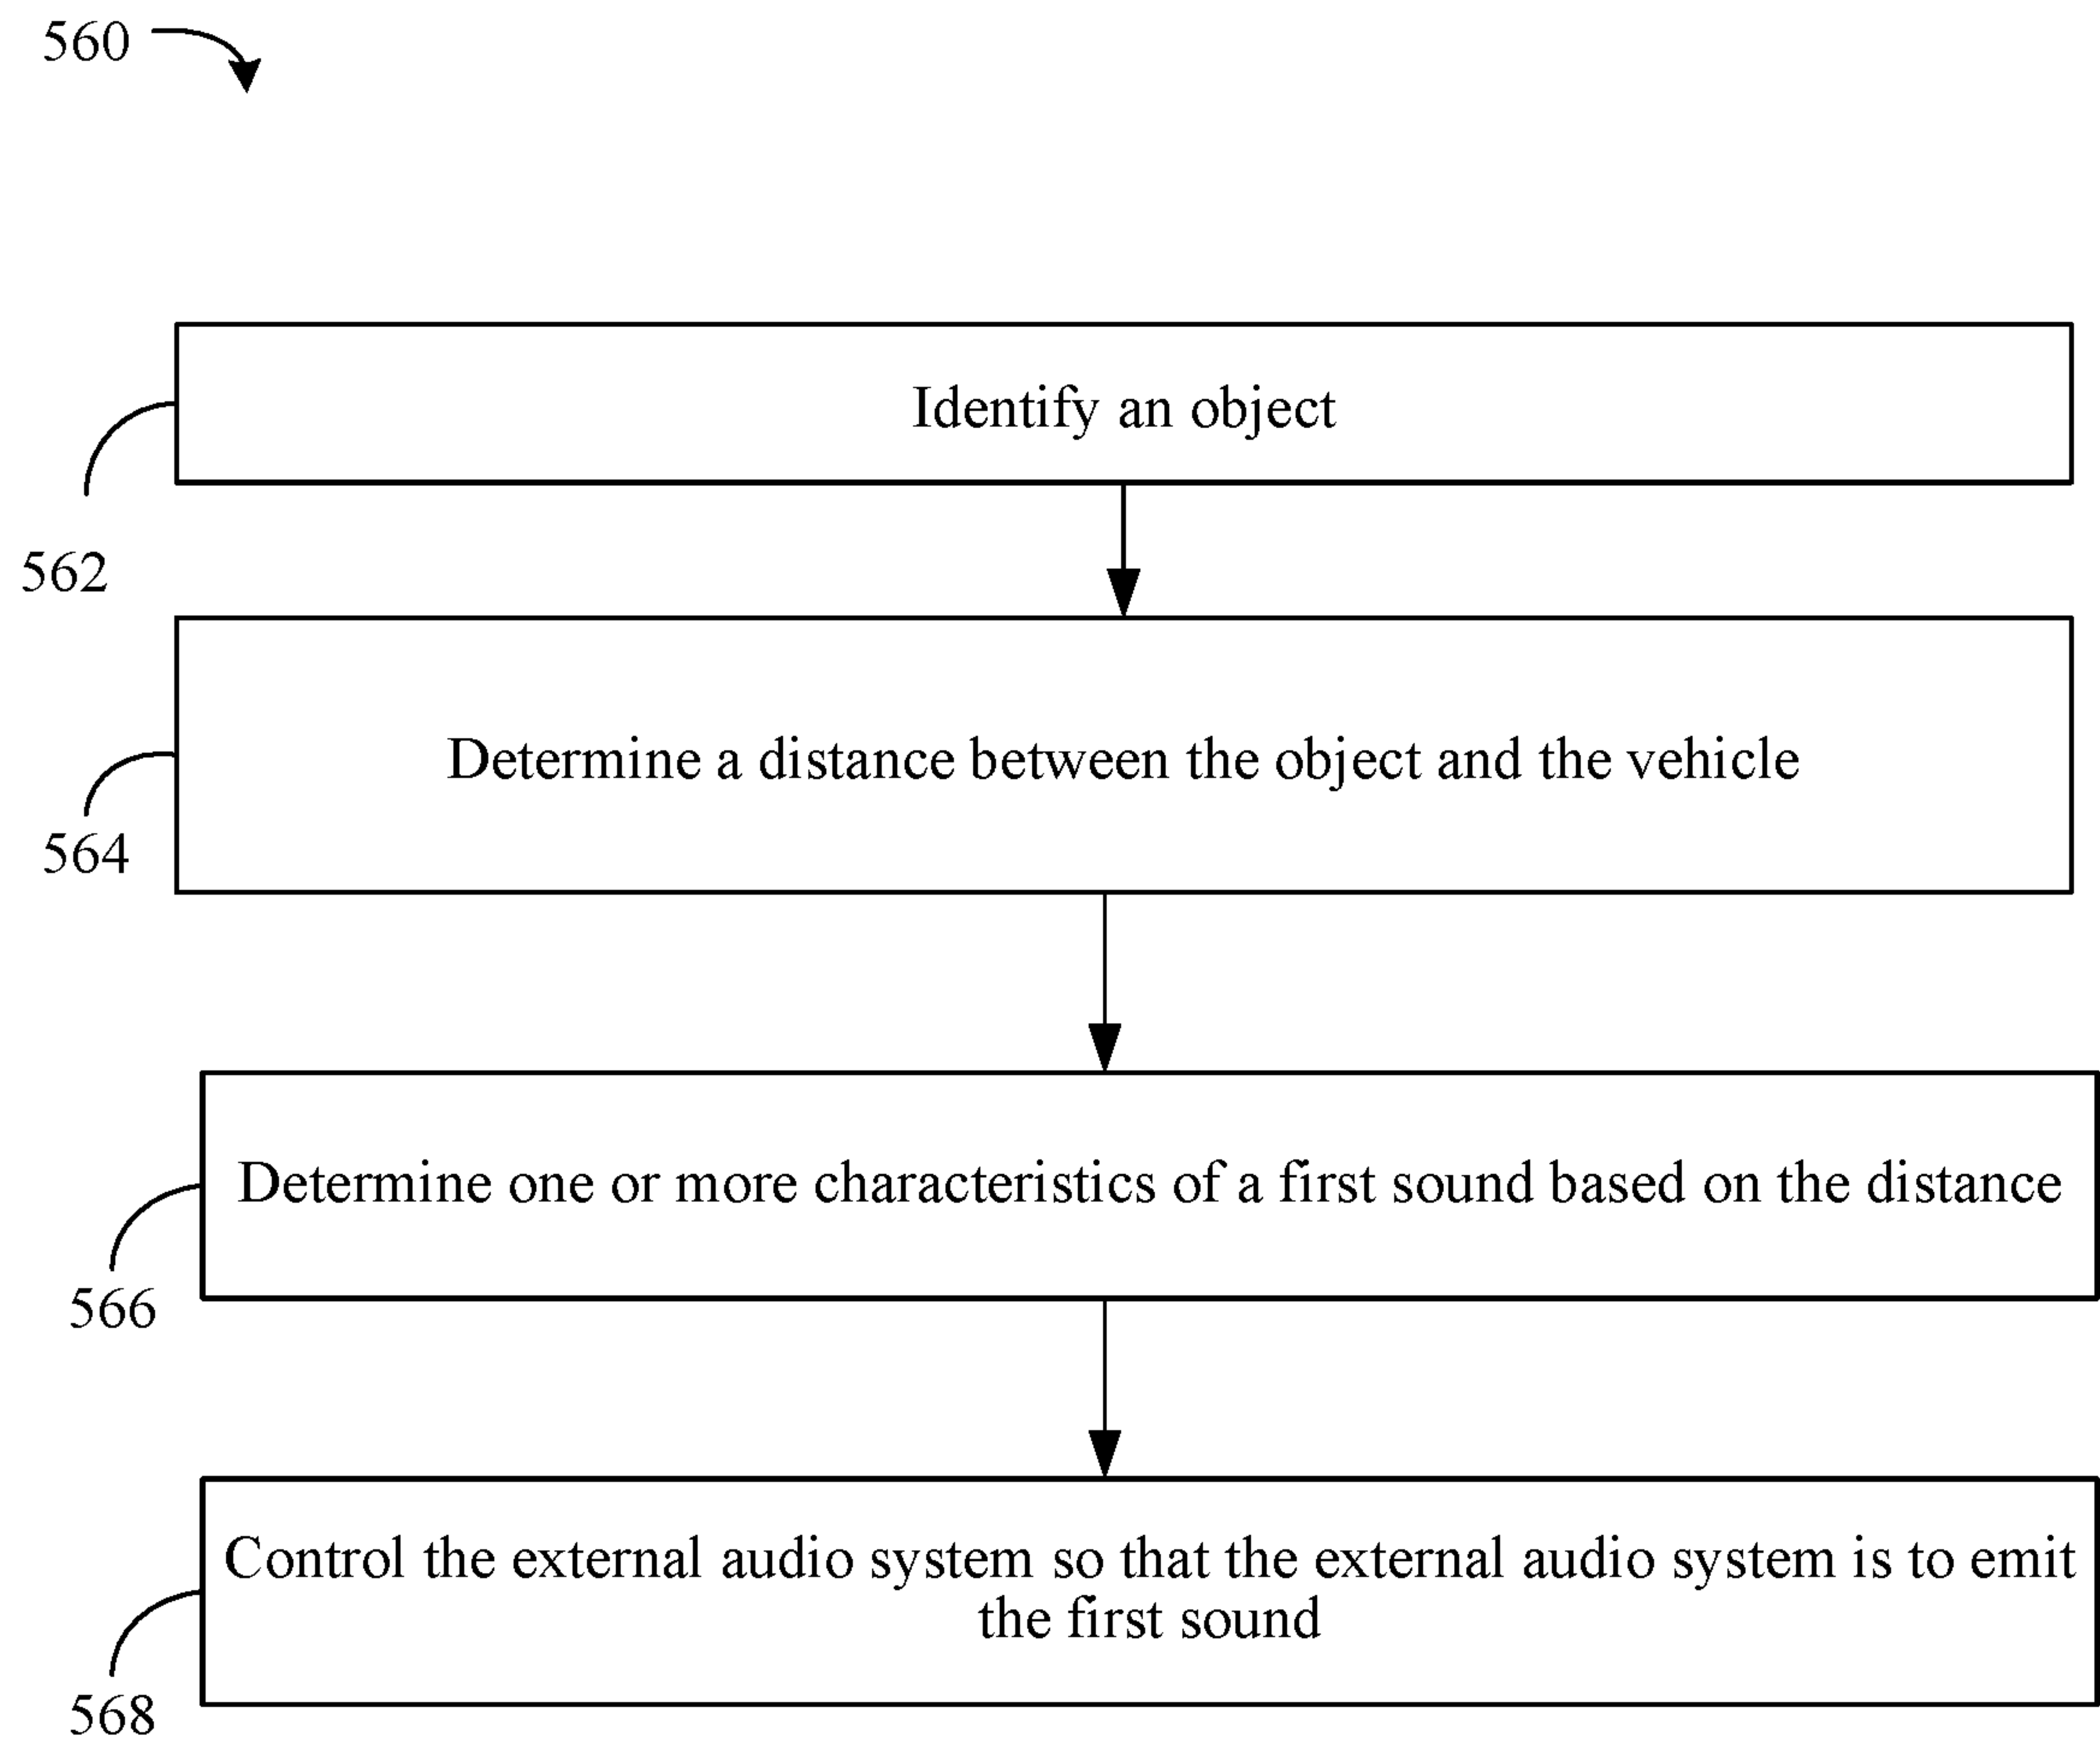 560
Identify an object
562
Determine a distance between the object and the vehicle
564
Determine one or more characteristics of a first sound based on the distance
566
Control the external audio system so that the external audio system is to emit
the first sound
568